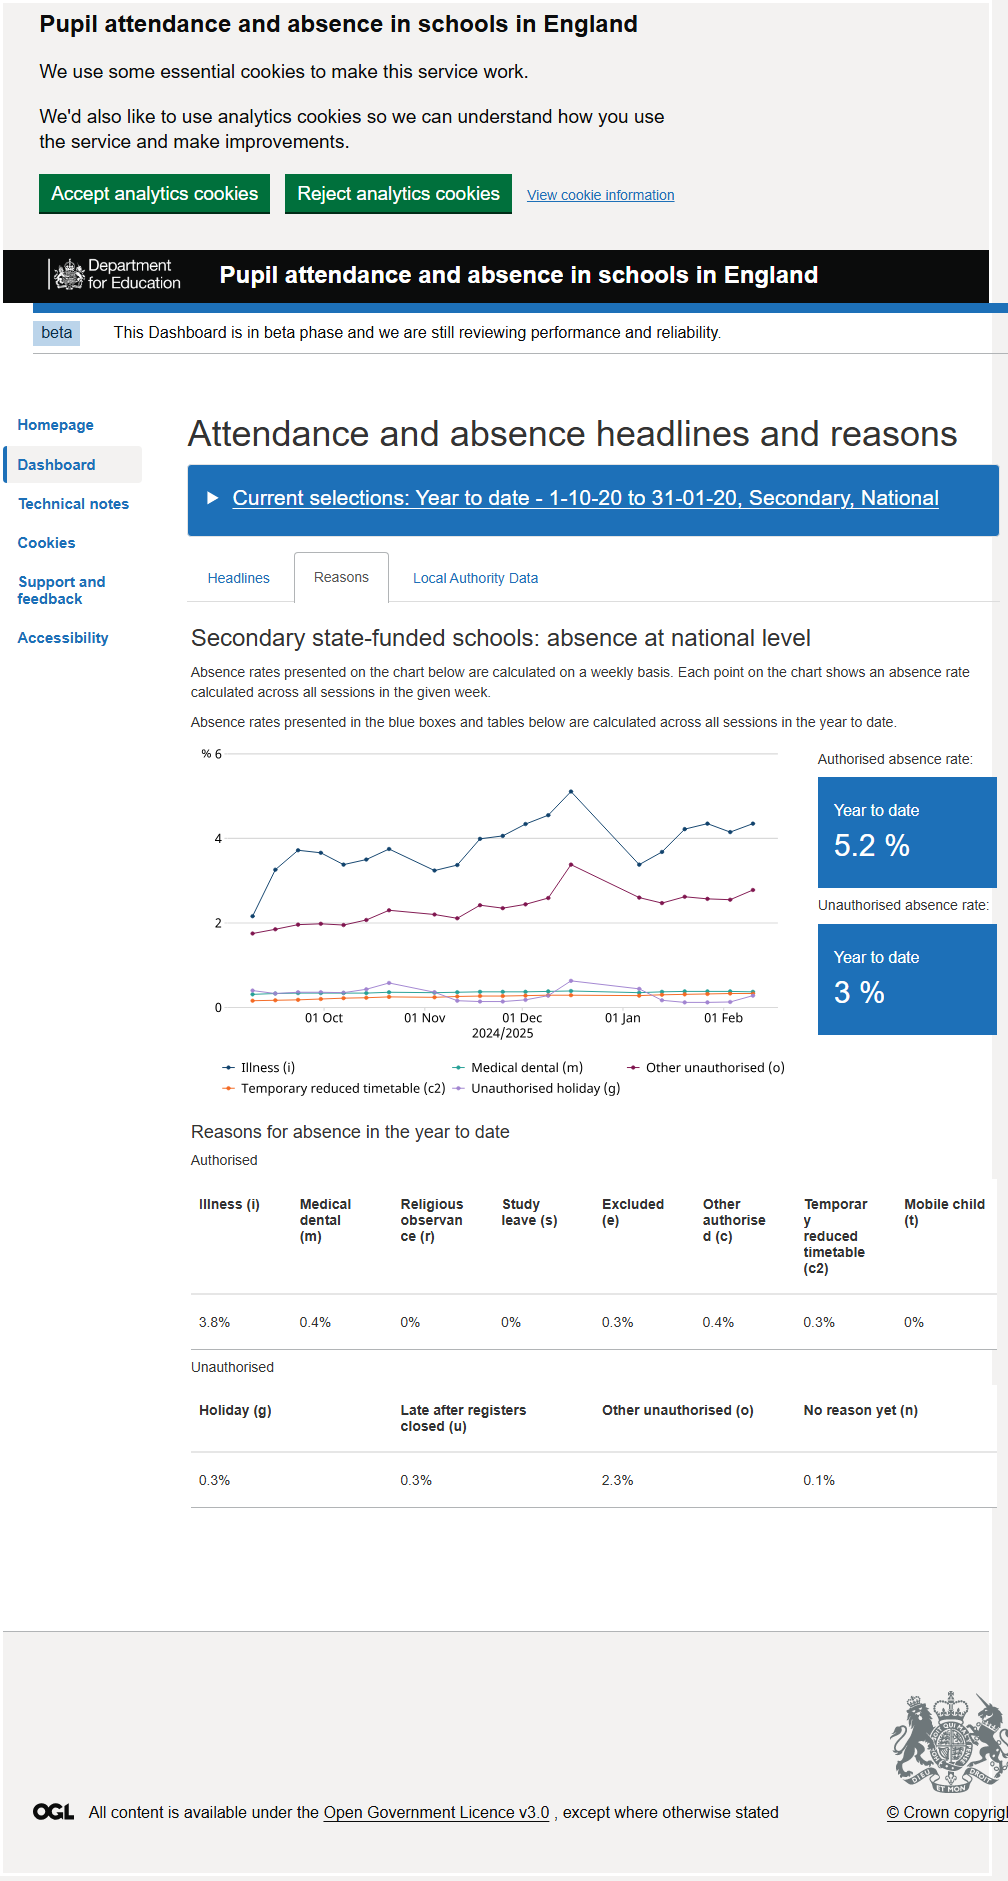 Pupil attendance and absence in schools in England
We use some essential cookies to make this service work.
We'd also like to use analytics cookies so we can understand how you use
the service and make improvements.
Accept analytics cookies Reject analytics cookies View cookie information
Department
for Education
Pupil attendance and absence in schools in England
beta This Dashboard is in beta phase and we are still reviewing performance and reliability.
Homepage
Dashboard
Technical notes
Cookies
Support and
feedback
Accessibility
Attendance and absence headlines and reasons
Current selections: Year to date - 1-10-20 to 31-01-20, Secondary, National
Headlines Reasons Local Authority Data
Secondary state-funded schools: absence at national level
Absence rates presented on the chart below are calculated on a weekly basis. Each point on the chart shows an absence rate
calculated across all sessions in the given week.
Absence rates presented in the blue boxes and tables below are calculated across all sessions in the year to date.
% 6
4
2
0
01 Oct 01 Nov 01 Dec 01 Jan 01 Feb
2024/2025
Illness (i) Medical dental (m) Other unauthorised (o)
Temporary reduced timetable (c2) Unauthorised holiday (g)
Authorised absence rate:
Year to date
5.2 %
Unauthorised absence rate:
Year to date
3 %
Reasons for absence in the year to date
Authorised
Illness (i) Medical Religious Study Excluded Other Temporar Mobile child
dental observan leave (s) (e) authorise y (t)
(m) ce (r) d (c) reduced
timetable
(c2)
3.8% 0.4% 0% 0% 0.3% 0.4% 0.3% 0%
Unauthorised
Holiday (g) Late after registers Other unauthorised (o) No reason yet (n)
closed (u)
0.3% 0.3% 2.3% 0.1%
OGL All content is available under the Open Government Licence v3.0 , except where otherwise stated
DIEU ET MON DROIT
© Crown copyrig